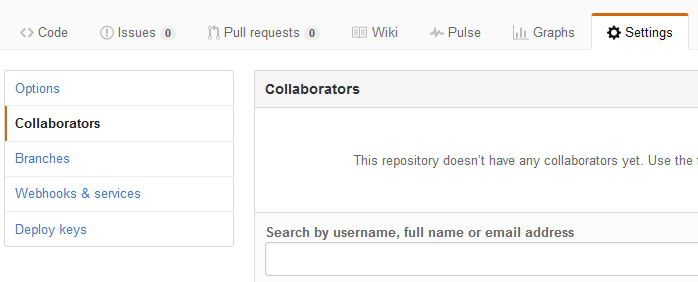 Code Issues 0 Pull requests 0 Wiki Pulse Graphs Settings
Options
Collaborators
Branches
Webhooks & services
Deploy keys
Collaborators
This repository doesn't have any collaborators yet. Use the
Search by username, full name or email address